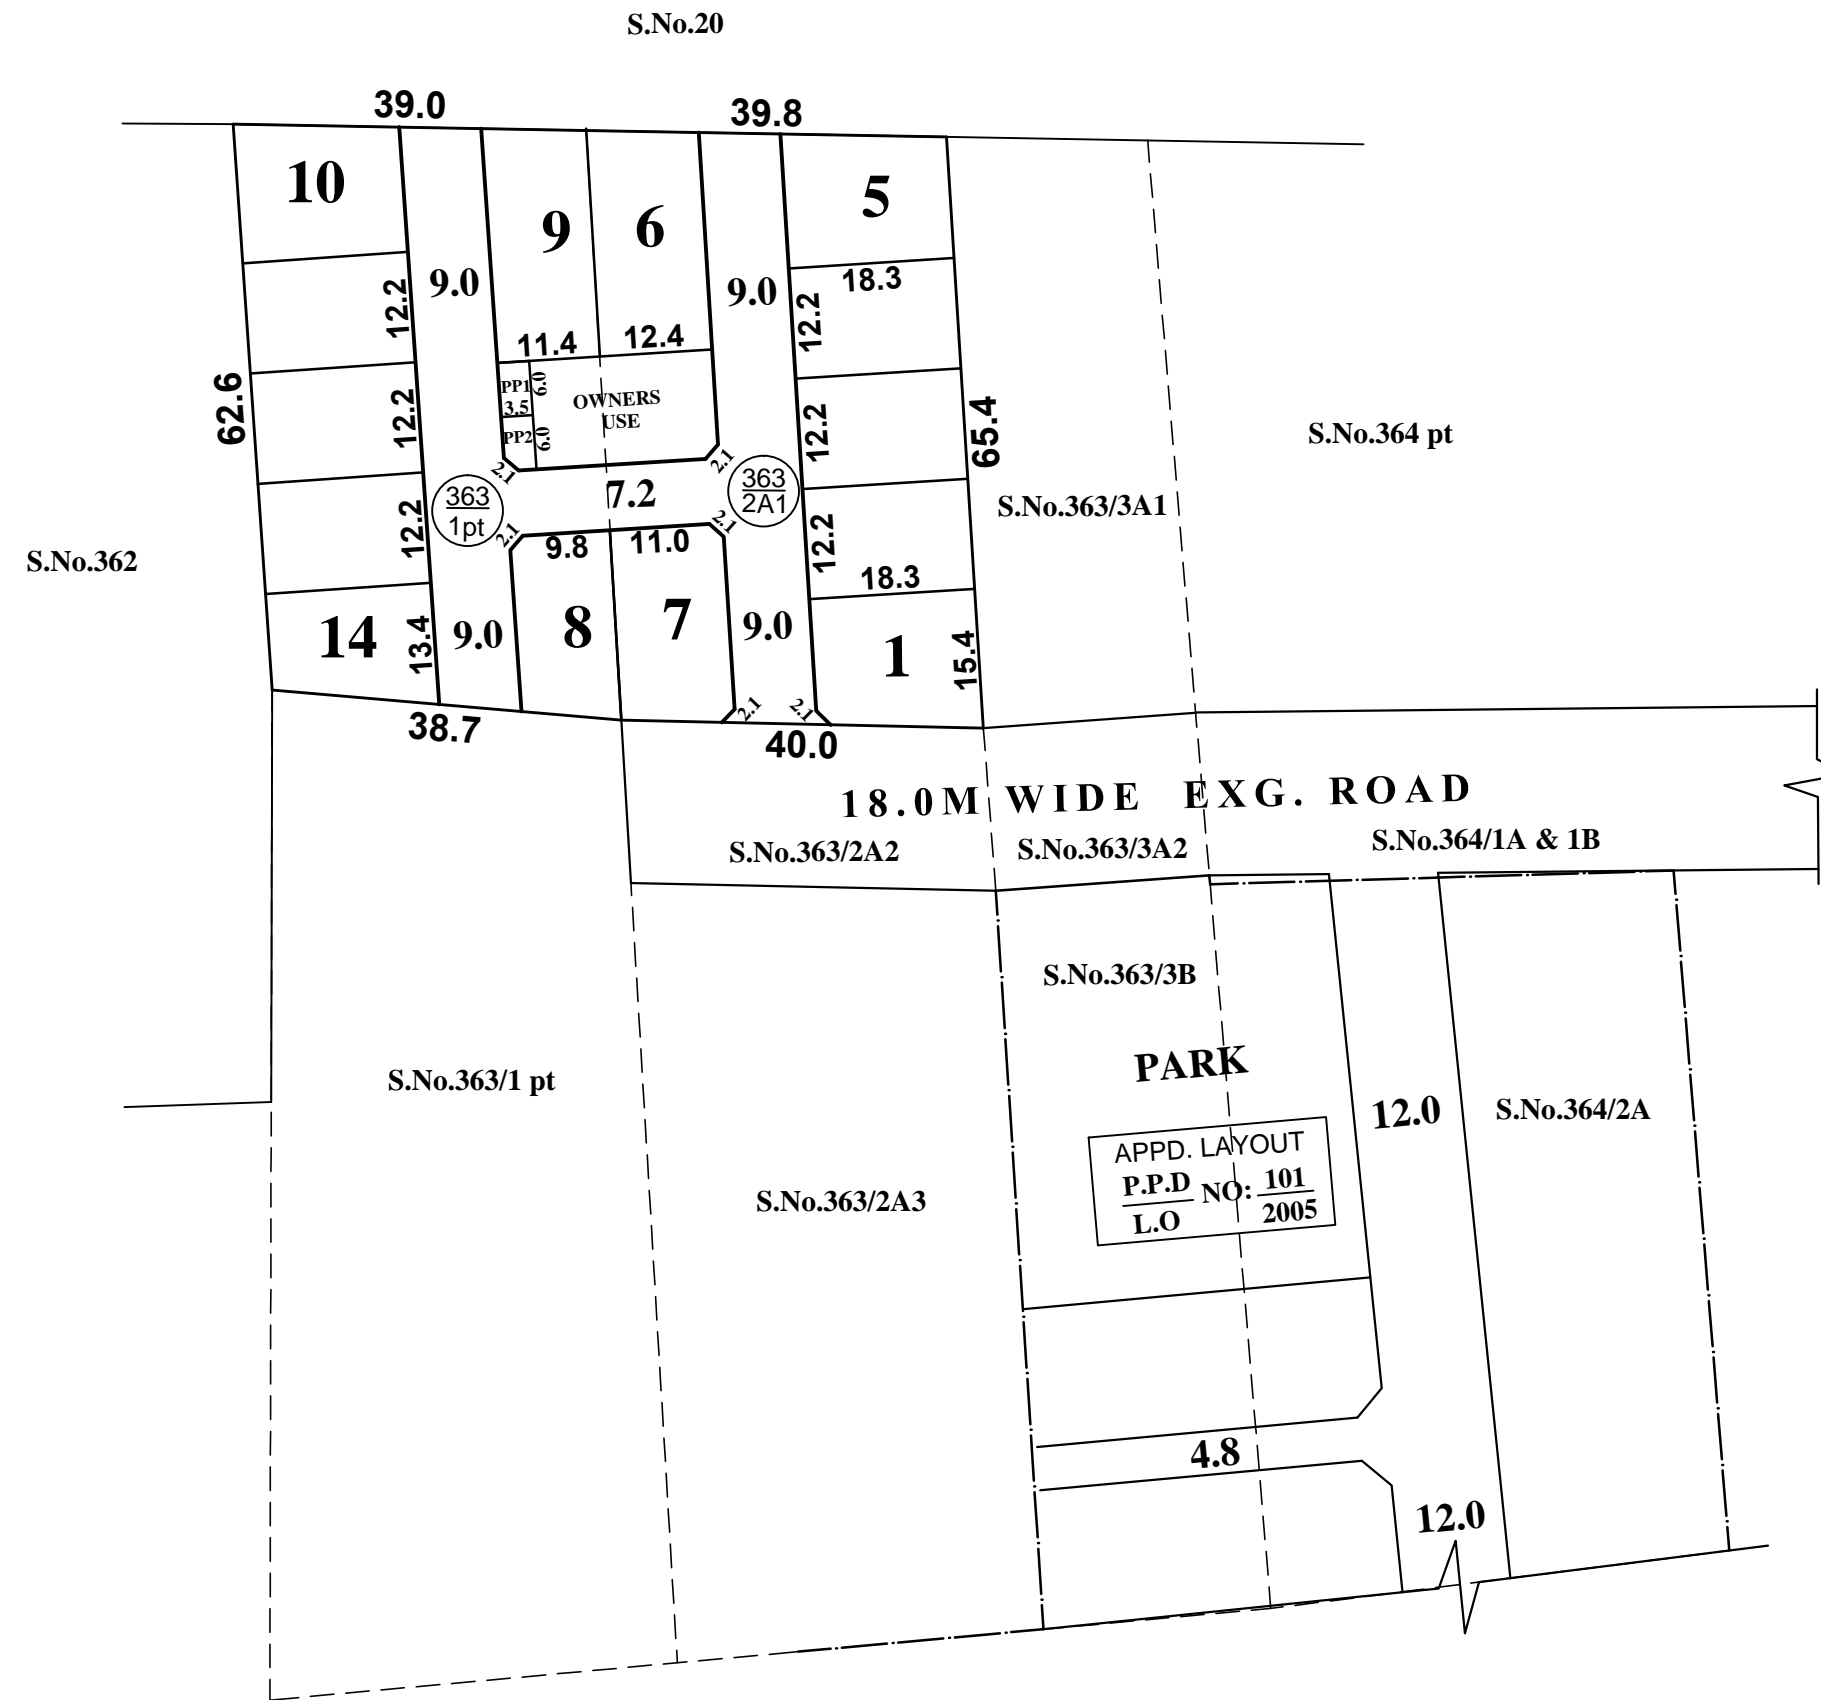 S.No.20
39.0
39.8
10
9
6
5
9.0
9.0
18.3
12.2
12.2
11.4
12.4
62.6
PP1
6.0
3.5
PP2
6.0
OWNERS
USE
12.2
12.2
65.4
S.No.364 pt
2.1
2.1
363
1pt
7.2
363
2A1
S.No.363/3A1
12.2
2.1
2.1
9.8
11.0
12.2
S.No.362
18.3
14
13.4
9.0
8
7
9.0
1
15.4
2.1
2.1
38.7
40.0
18.0M WIDE EXG. ROAD
S.No.363/2A2
S.No.363/3A2
S.No.364/1A & 1B
S.No.363/3B
PARK
S.No.363/1 pt
12.0
S.No.364/2A
APPD. LAYOUT
P.P.D
L.O
NO:
101
2005
S.No.363/2A3
4.8
12.0